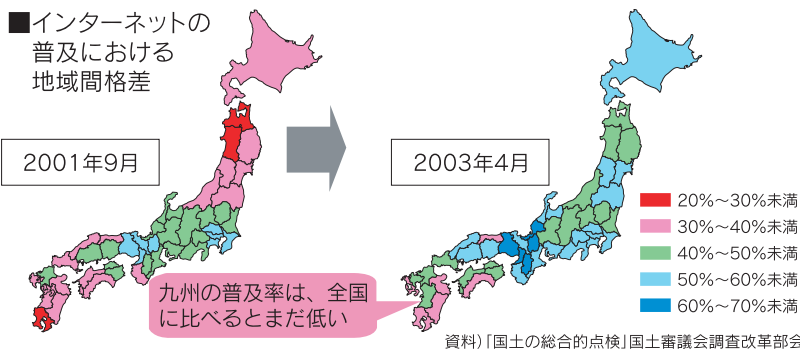 ■インターネットの
普及における
地域間格差
2001年9月
2003年4月
20%～30%未満
30%～40%未満
40%～50%未満
50%～60%未満
60%～70%未満
九州の普及率は、全国
に比べるとまだ低い
資料）「国土の総合的点検」国土審議会調査改革部会